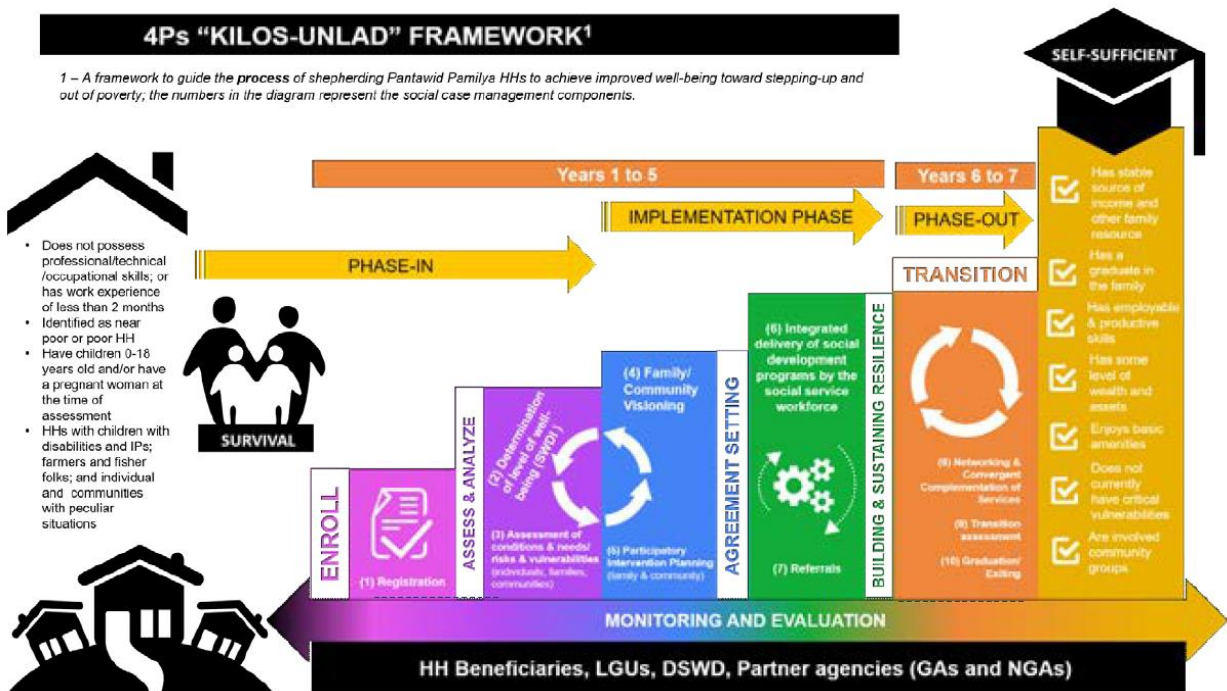 4Ps “KILOS-UNLAD” FRAMEWORK¹
1 – A framework to guide the process of shepherding Pantawid Pamilya HHs to achieve improved well-being toward stepping-up and
out of poverty; the numbers in the diagram represent the social case management components.
SELF-SUFFICIENT
Years 1 to 5
Years 6 to 7
IMPLEMENTATION PHASE
PHASE-OUT
PHASE-IN
• Does not possess
professional/technical
/occupational skills; or
has work experience
of less than 2 months
• Identified as near
poor or poor HH
• Have children 0-18
years old and/or have
a pregnant woman at
the time of
assessment
• HHs with children with
disabilities and IPs;
farmers and fisher
folks; and individual
and communities
with peculiar
situations
SURVIVAL
ENROLL
(1) Registration
ASSESS & ANALYZE
(2) Determination
of level of well-
being (SWDI )
(3) Assessment of
conditions & needs/
risks & vulnerabilities
(individuals, families,
communities)
(4) Family/
Community
Visioning
(5) Participatory
Intervention Planning
(family & community)
AGREEMENT SETTING
(6) Integrated
delivery of social
development
programs by the
social service
workforce
(7) Referrals
BUILDING & SUSTAINING RESILIENCE
TRANSITION
(8) Networking &
Convergent
Complementation of
Services
(9) Transition
assessment
(10) Graduation/
Exiting
Has stable
source of
income and
other family
resource
Has a
graduate in
the family
Has employable
& productive
skills
Has some
level of
wealth and
assets
Enjoys basic
amenities
Does not
currently
have critical
vulnerabilities
Are involved
community
groups
MONITORING AND EVALUATION
HH Beneficiaries, LGUs, DSWD, Partner agencies (GAs and NGAs)